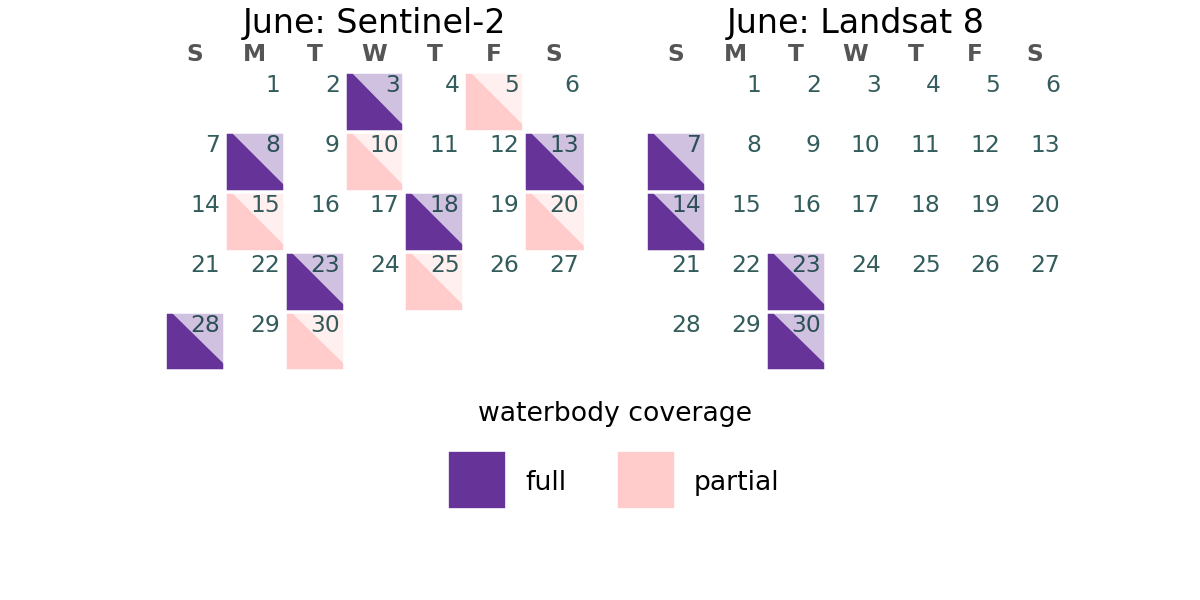 June: Sentinel-2
S M T W T F S
1 2 3 4 5 6
7 8 9 10 11 12 13
14 15 16 17 18 19 20
21 22 23 24 25 26 27
28 29 30
June: Landsat 8
S M T W T F S
1 2 3 4 5 6
7 8 9 10 11 12 13
14 15 16 17 18 19 20
21 22 23 24 25 26 27
28 29 30
waterbody coverage
full partial